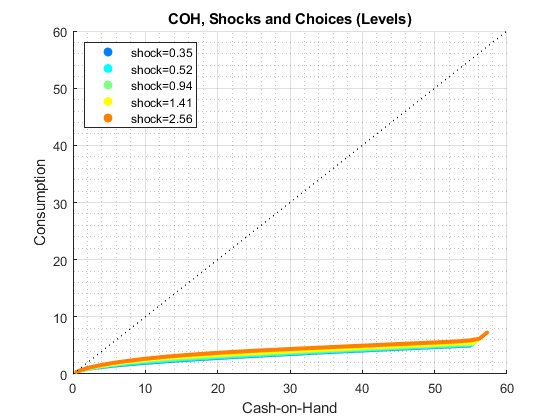 COH, Shocks and Choices (Levels)
60
50
40
30
20
10
0
Consumption
shock=0.35
shock=0.52
shock=0.94
shock=1.41
shock=2.56
0 10 20 30 40 50 60
Cash-on-Hand